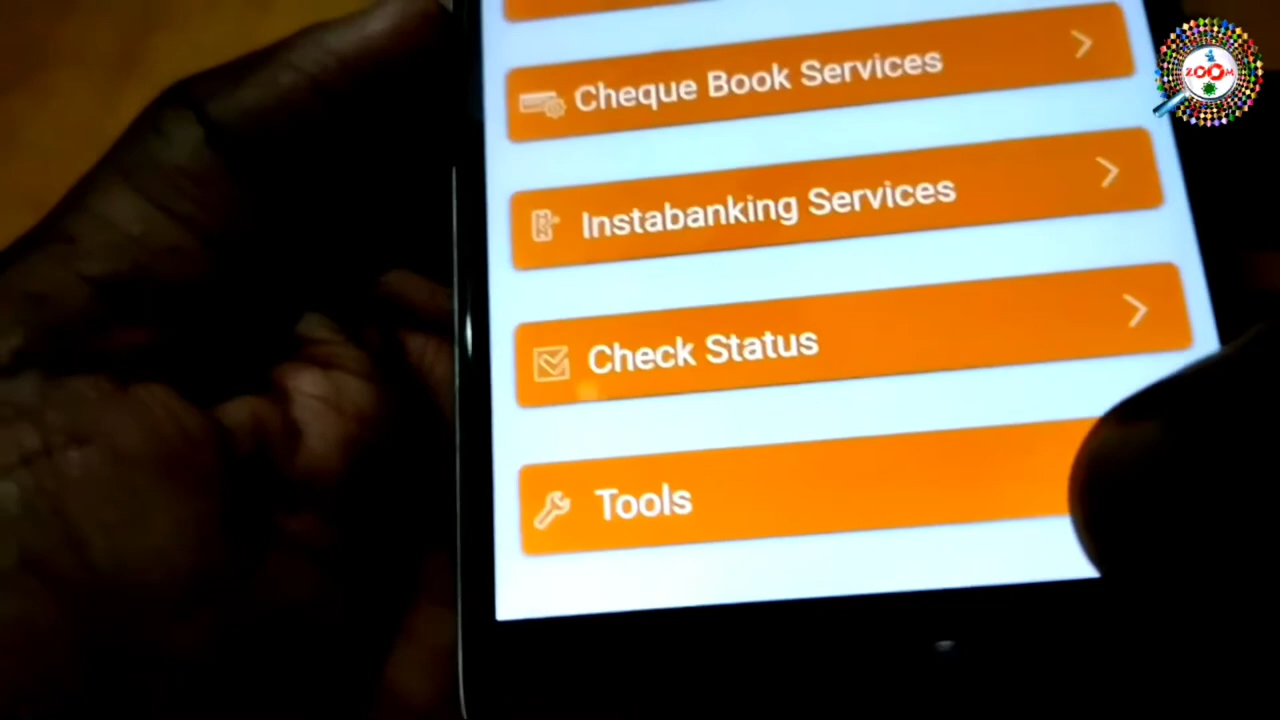 Cheque Book Services
Instabanking Services
Check Status
Tools
ZOOM